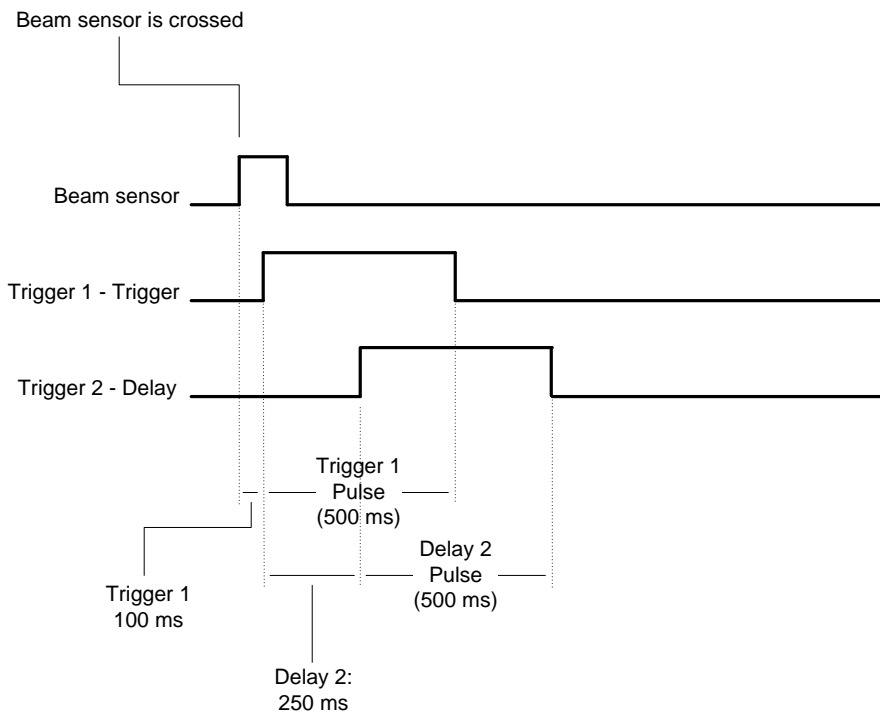 Beam sensor is crossed
Beam sensor
Trigger 1 - Trigger
Trigger 2 - Delay
Trigger 1
Pulse
(500 ms)
Delay 2
Pulse
(500 ms)
Trigger 1
100 ms
Delay 2:
250 ms